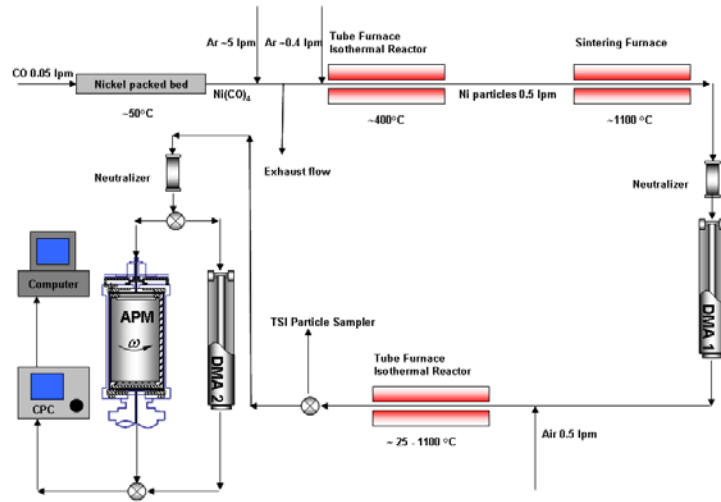 Ar ~5 lpm
Ar ~0.4 lpm
Tube Furnace
Isothermal Reactor
Sintering Furnace
CO 0.05 lpm
Nickel packed bed
Ni(CO)₄
Ni particles 0.5 lpm
~50°C
~400°C
~1100 °C
Exhaust flow
Neutralizer
Neutralizer
Computer
APM
ω
DMA 2
DMA 1
TSI Particle Sampler
Tube Furnace
Isothermal Reactor
CPC
~ 25 - 1100 °C
Air 0.5 lpm